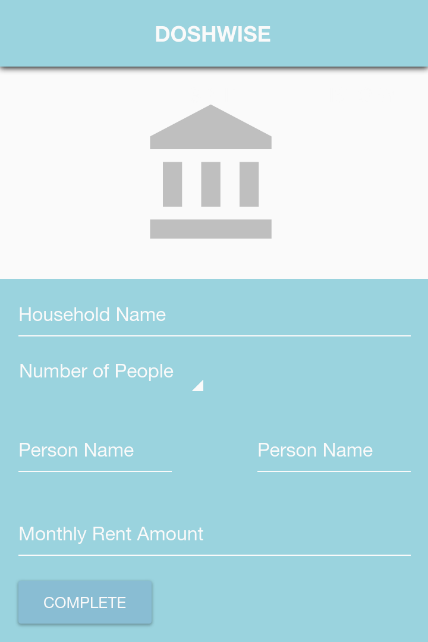 DOSHWISE
Household Name
Number of People
Person Name Person Name
Monthly Rent Amount
COMPLETE